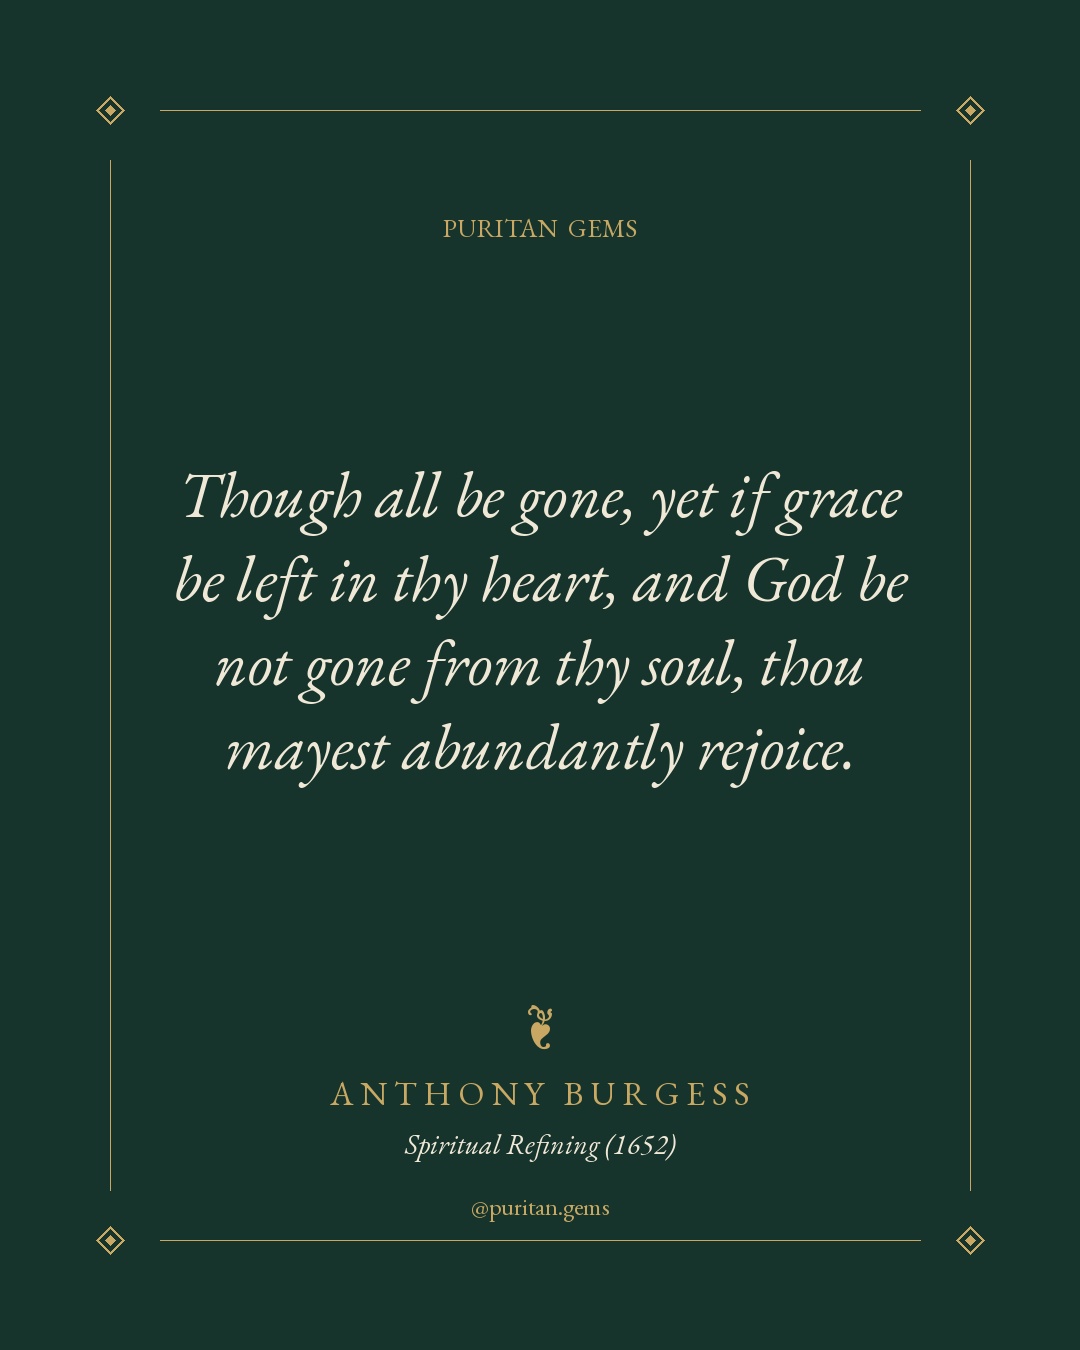 PURITAN GEMS
Though all be gone, yet if grace
be left in thy heart, and God be
not gone from thy soul, thou
mayest abundantly rejoice.
ANTHONY BURGESS
Spiritual Refining (1652)
@puritan.gems